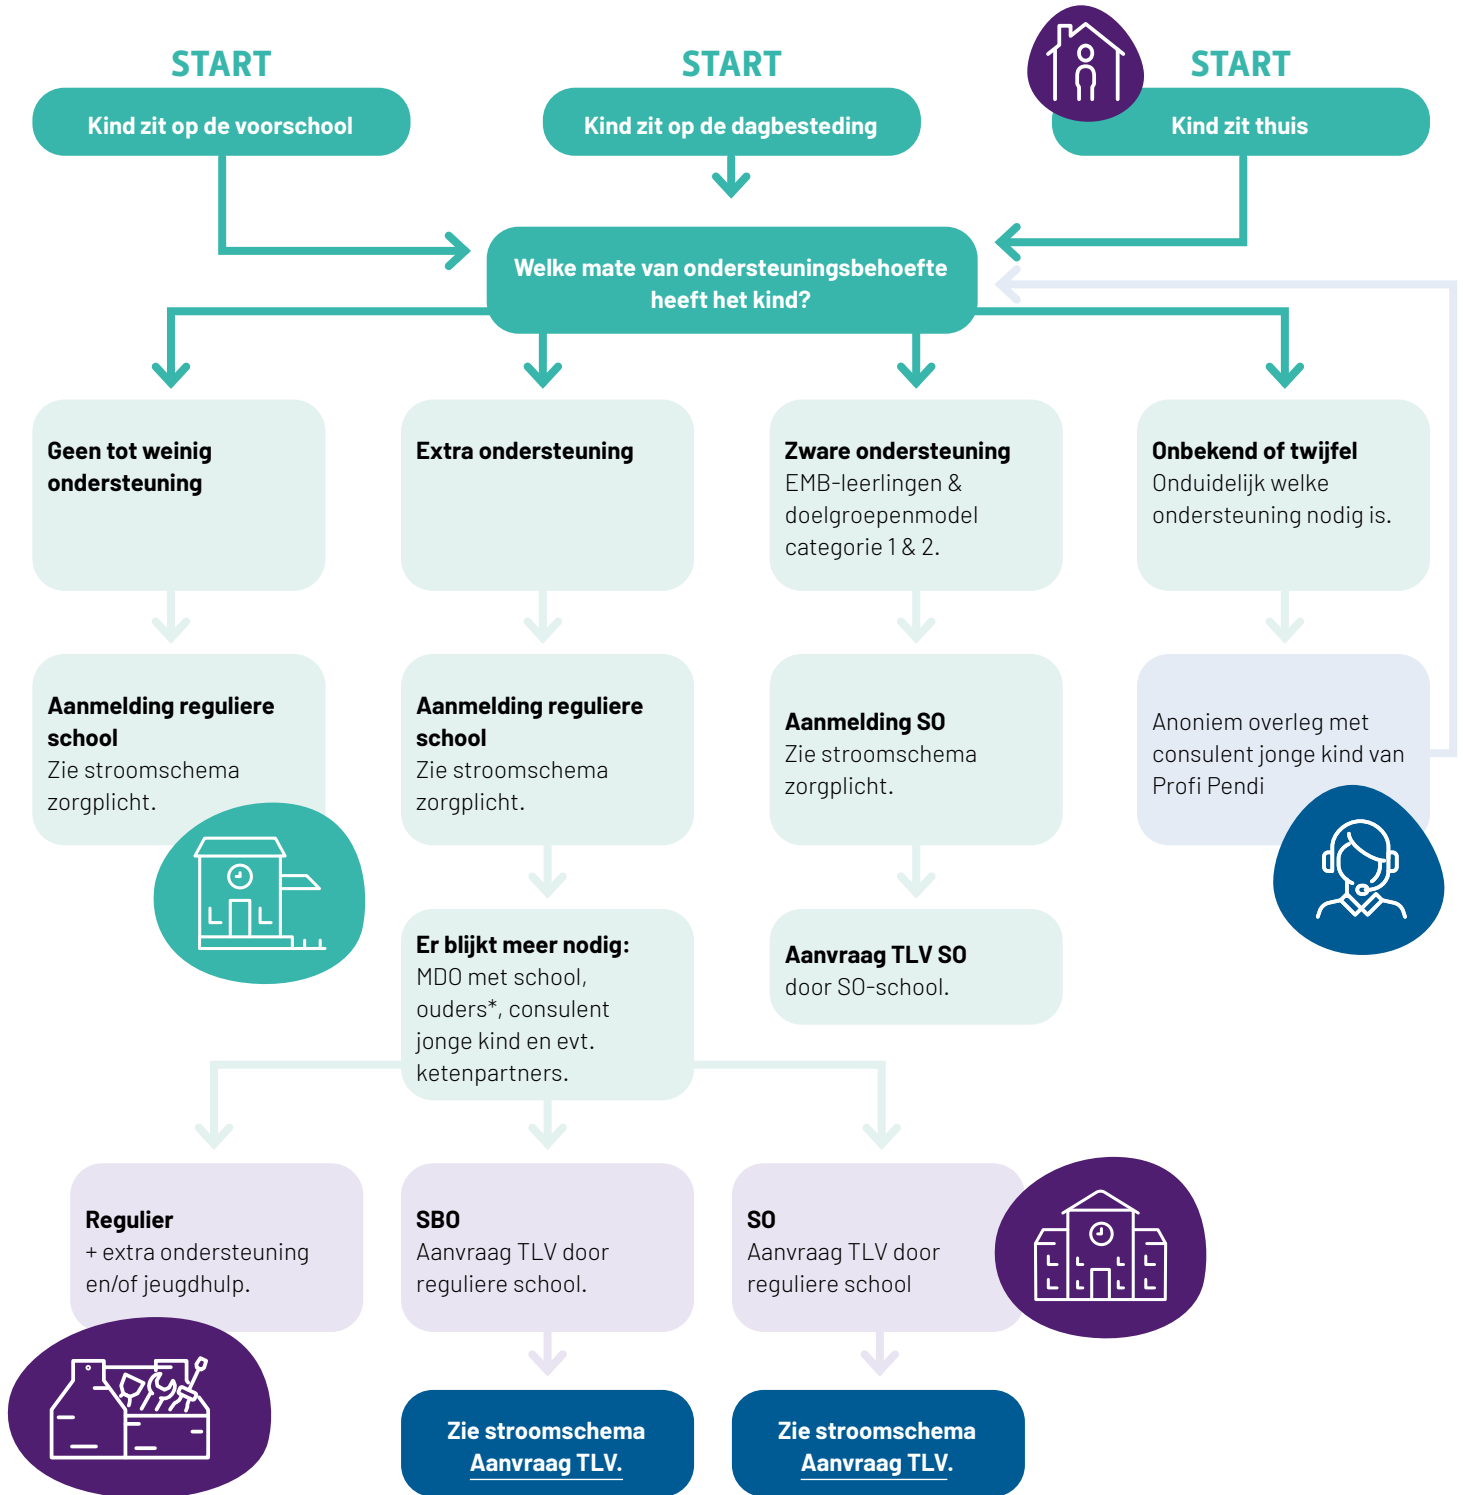 START
START
START
Kind zit op de voorschool
Kind zit op de dagbesteding
Kind zit thuis
Welke mate van ondersteuningsbehoefte
heeft het kind?
Geen tot weinig
ondersteuning
Extra ondersteuning
Zware ondersteuning
EMB-leerlingen &
doelgroepenmodel
categorie 1 & 2.
Onbekend of twijfel
Onduidelijk welke
ondersteuning nodig is.
Aanmelding reguliere
school
Zie stroomschema
zorgplicht.
Aanmelding reguliere
school
Zie stroomschema
zorgplicht.
Aanmelding SO
Zie stroomschema
zorgplicht.
Anoniem overleg met
consulent jonge kind van
Profi Pendi
Er blijkt meer nodig:
MDO met school,
ouders*, consulent
jonge kind en evt.
ketenpartners.
Aanvraag TLV SO
door SO-school.
Regulier
+ extra ondersteuning
en/of jeugdhulp.
SBO
Aanvraag TLV door
reguliere school.
SO
Aanvraag TLV door
reguliere school
Zie stroomschema
Aanvraag TLV.
Zie stroomschema
Aanvraag TLV.